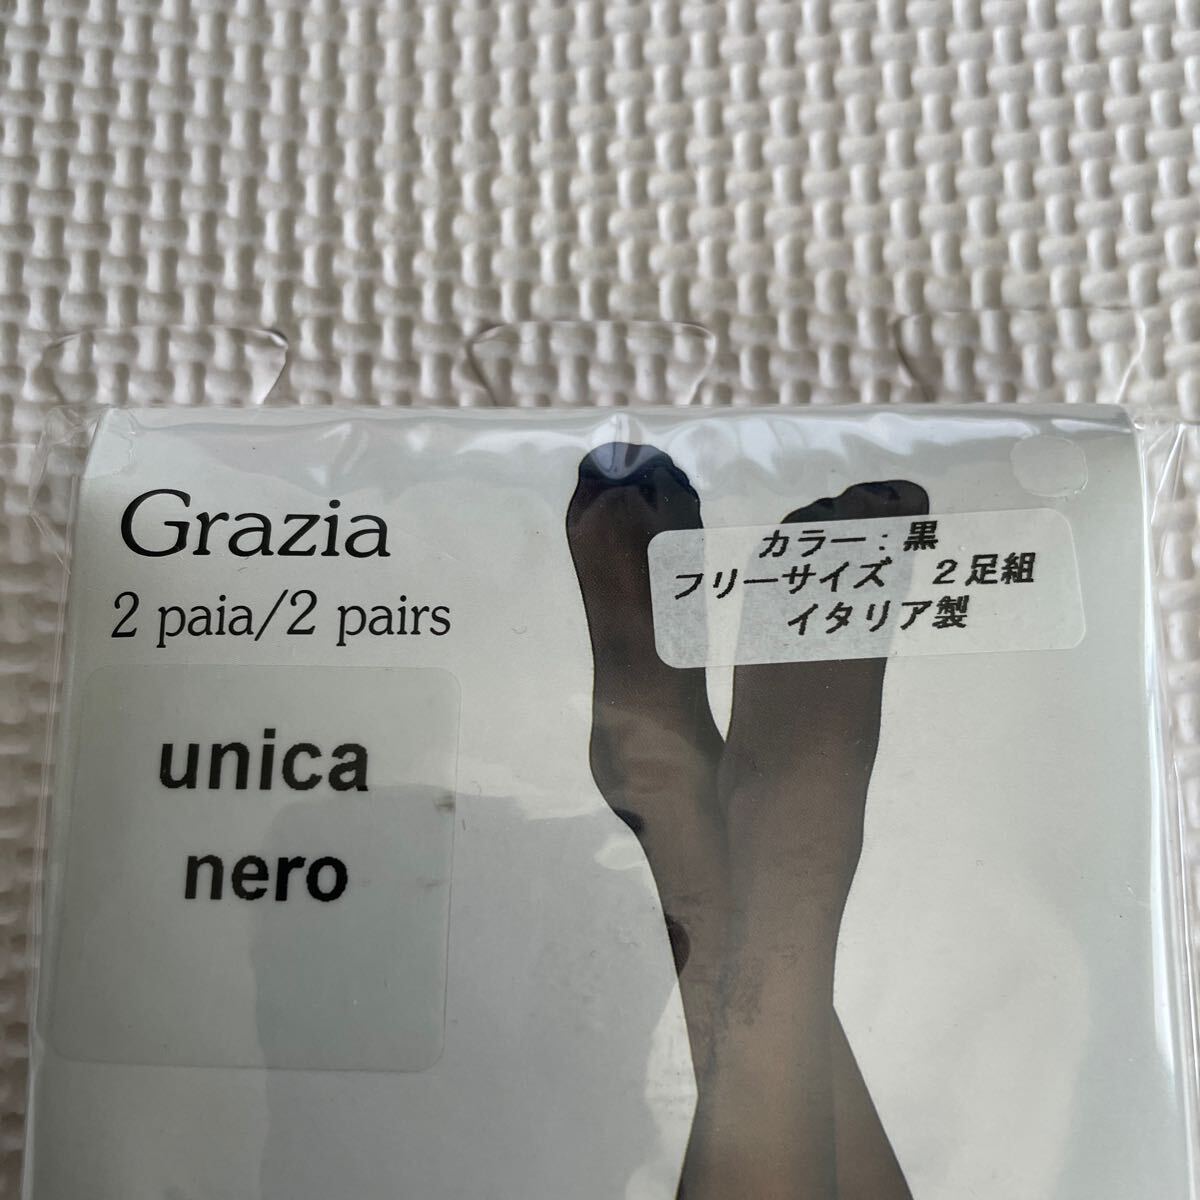 Grazia
2 paia/2 pairs
unica
nero
カラー：黒
フリーサイズ　２足組
イタリア製